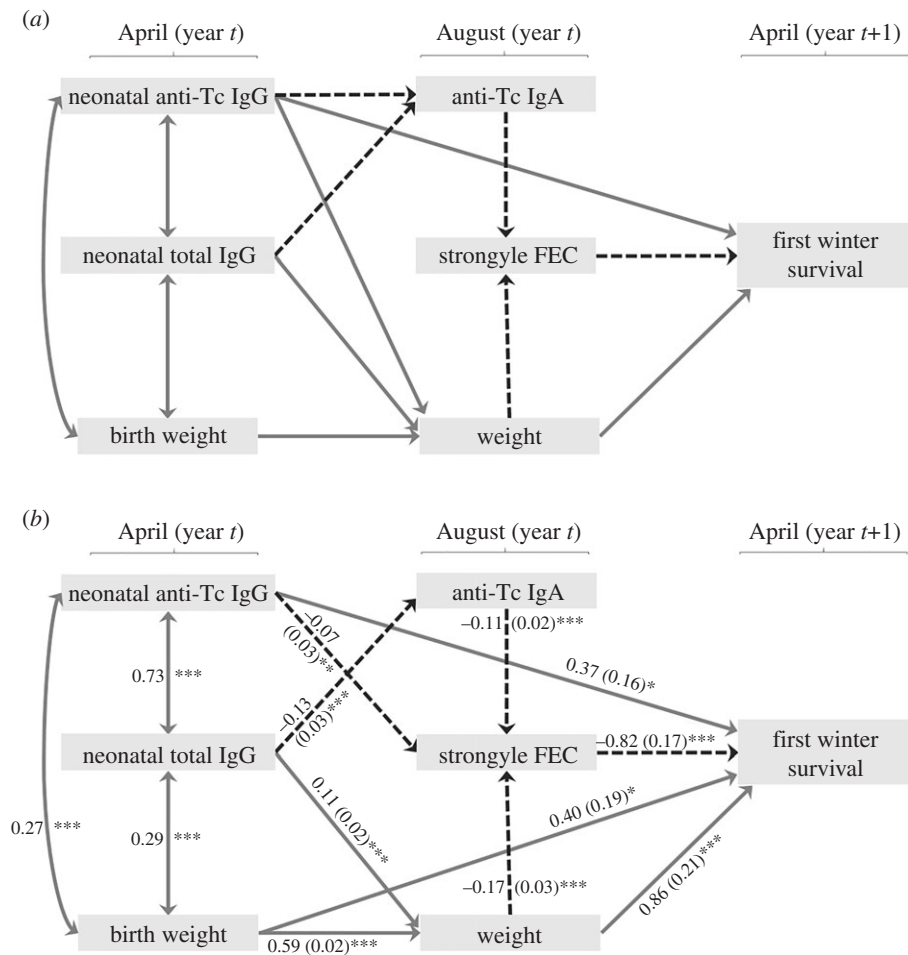 (a)
April (year t)
August (year t)
April (year t+1)
neonatal anti-Tc IgG
anti-Tc IgA
neonatal total IgG
strongyle FEC
first winter
survival
birth weight
weight
(b)
April (year t)
August (year t)
April (year t+1)
neonatal anti-Tc IgG
anti-Tc IgA
–0.07
(0.03)**
–0.11 (0.02)***
0.37 (0.16)*
0.73 ***
–0.13
(0.03)***
neonatal total IgG
strongyle FEC
–0.82 (0.17)***
first winter
survival
0.27 ***
0.29 ***
0.11 (0.02)***
0.40 (0.19)*
–0.17 (0.03)***
0.86 (0.21)***
birth weight
0.59 (0.02)***
weight